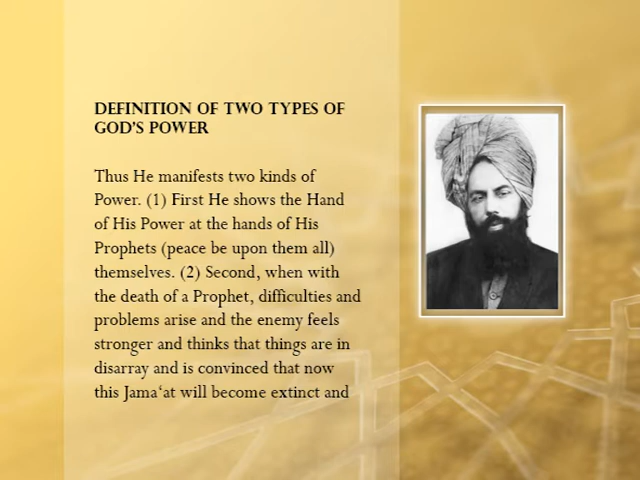 DEFINITION OF TWO TYPES OF
GOD'S POWER
Thus He manifests two kinds of
Power. (1) First He shows the Hand
of His Power at the hands of His
Prophets (peace be upon them all)
themselves. (2) Second, when with
the death of a Prophet, difficulties and
problems arise and the enemy feels
stronger and thinks that things are in
disarray and is convinced that now
this Jama‘at will become extinct and